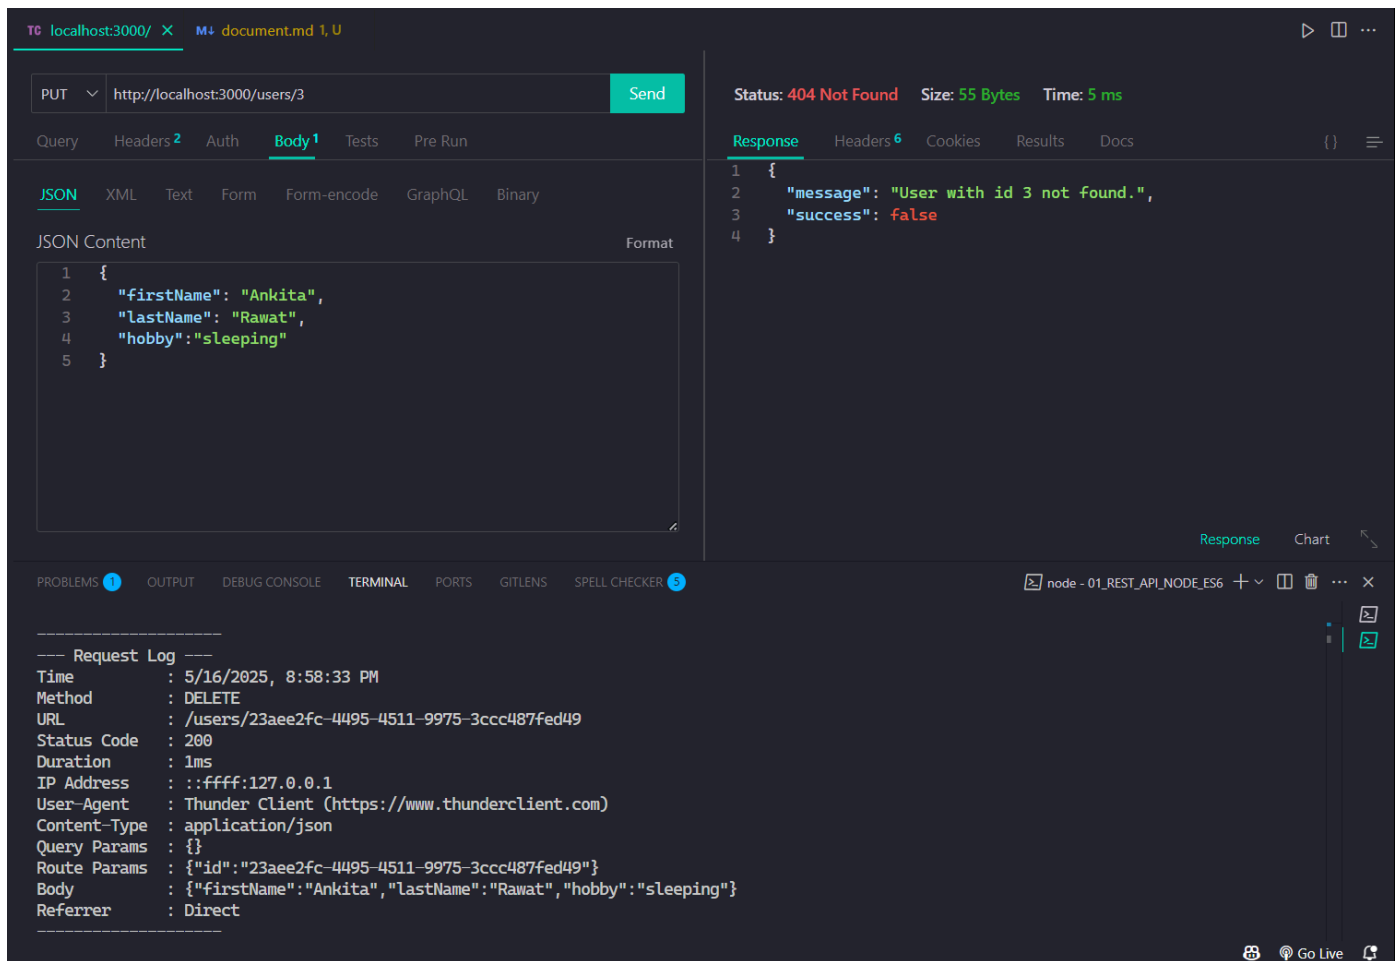 TC localhost:3000/ ×
M↓ document.md 1, U
PUT http://localhost:3000/users/3 Send
Query Headers 2 Auth Body 1 Tests Pre Run
JSON XML Text Form Form-encode GraphQL Binary
JSON Content Format
1 {
2 "firstName": "Ankita",
3 "lastName": "Rawat",
4 "hobby":"sleeping"
5 }
Status: 404 Not Found Size: 55 Bytes Time: 5 ms
Response Headers 6 Cookies Results Docs { }
1 {
2 "message": "User with id 3 not found.",
3 "success": false
4 }
Response Chart
PROBLEMS 1 OUTPUT DEBUG CONSOLE TERMINAL PORTS GITLENS SPELL CHECKER 5 node - 01_REST_API_NODE_ES6
--------------------
--- Request Log ---
Time : 5/16/2025, 8:58:33 PM
Method : DELETE
URL : /users/23aee2fc-4495-4511-9975-3ccc487fed49
Status Code : 200
Duration : 1ms
IP Address : ::ffff:127.0.0.1
User-Agent : Thunder Client (https://www.thunderclient.com)
Content-Type : application/json
Query Params : {}
Route Params : {"id":"23aee2fc-4495-4511-9975-3ccc487fed49"}
Body : {"firstName":"Ankita","lastName":"Rawat","hobby":"sleeping"}
Referrer : Direct
--------------------
Go Live